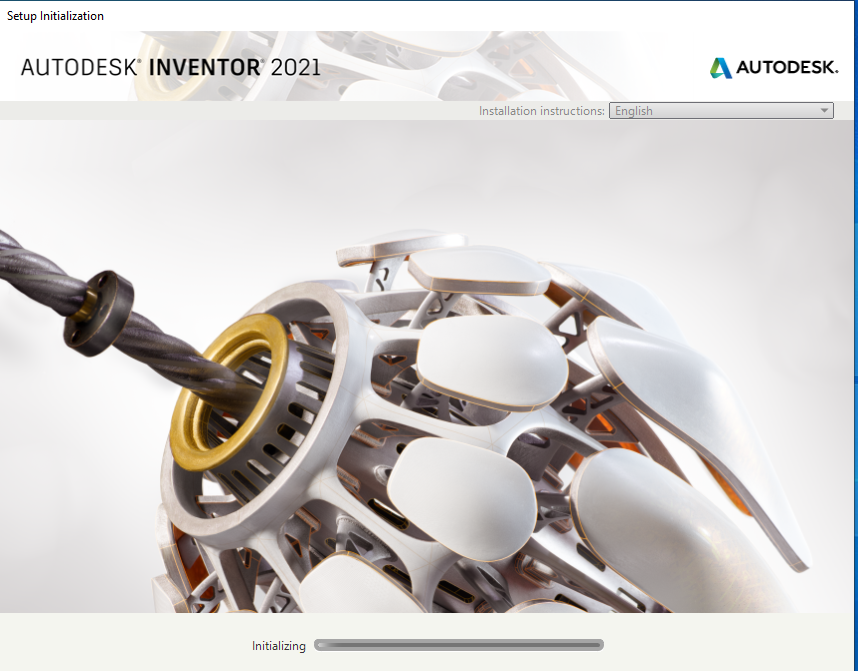 Setup Initialization
AUTODESK® INVENTOR® 2021
AUTODESK.
Installation instructions: English
Initializing